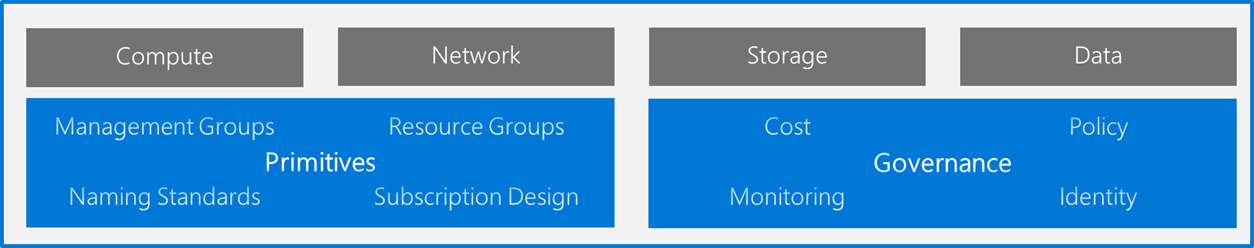 Compute
Network
Storage
Data
Management Groups
Resource Groups
Primitives
Naming Standards
Subscription Design
Cost
Policy
Governance
Monitoring
Identity